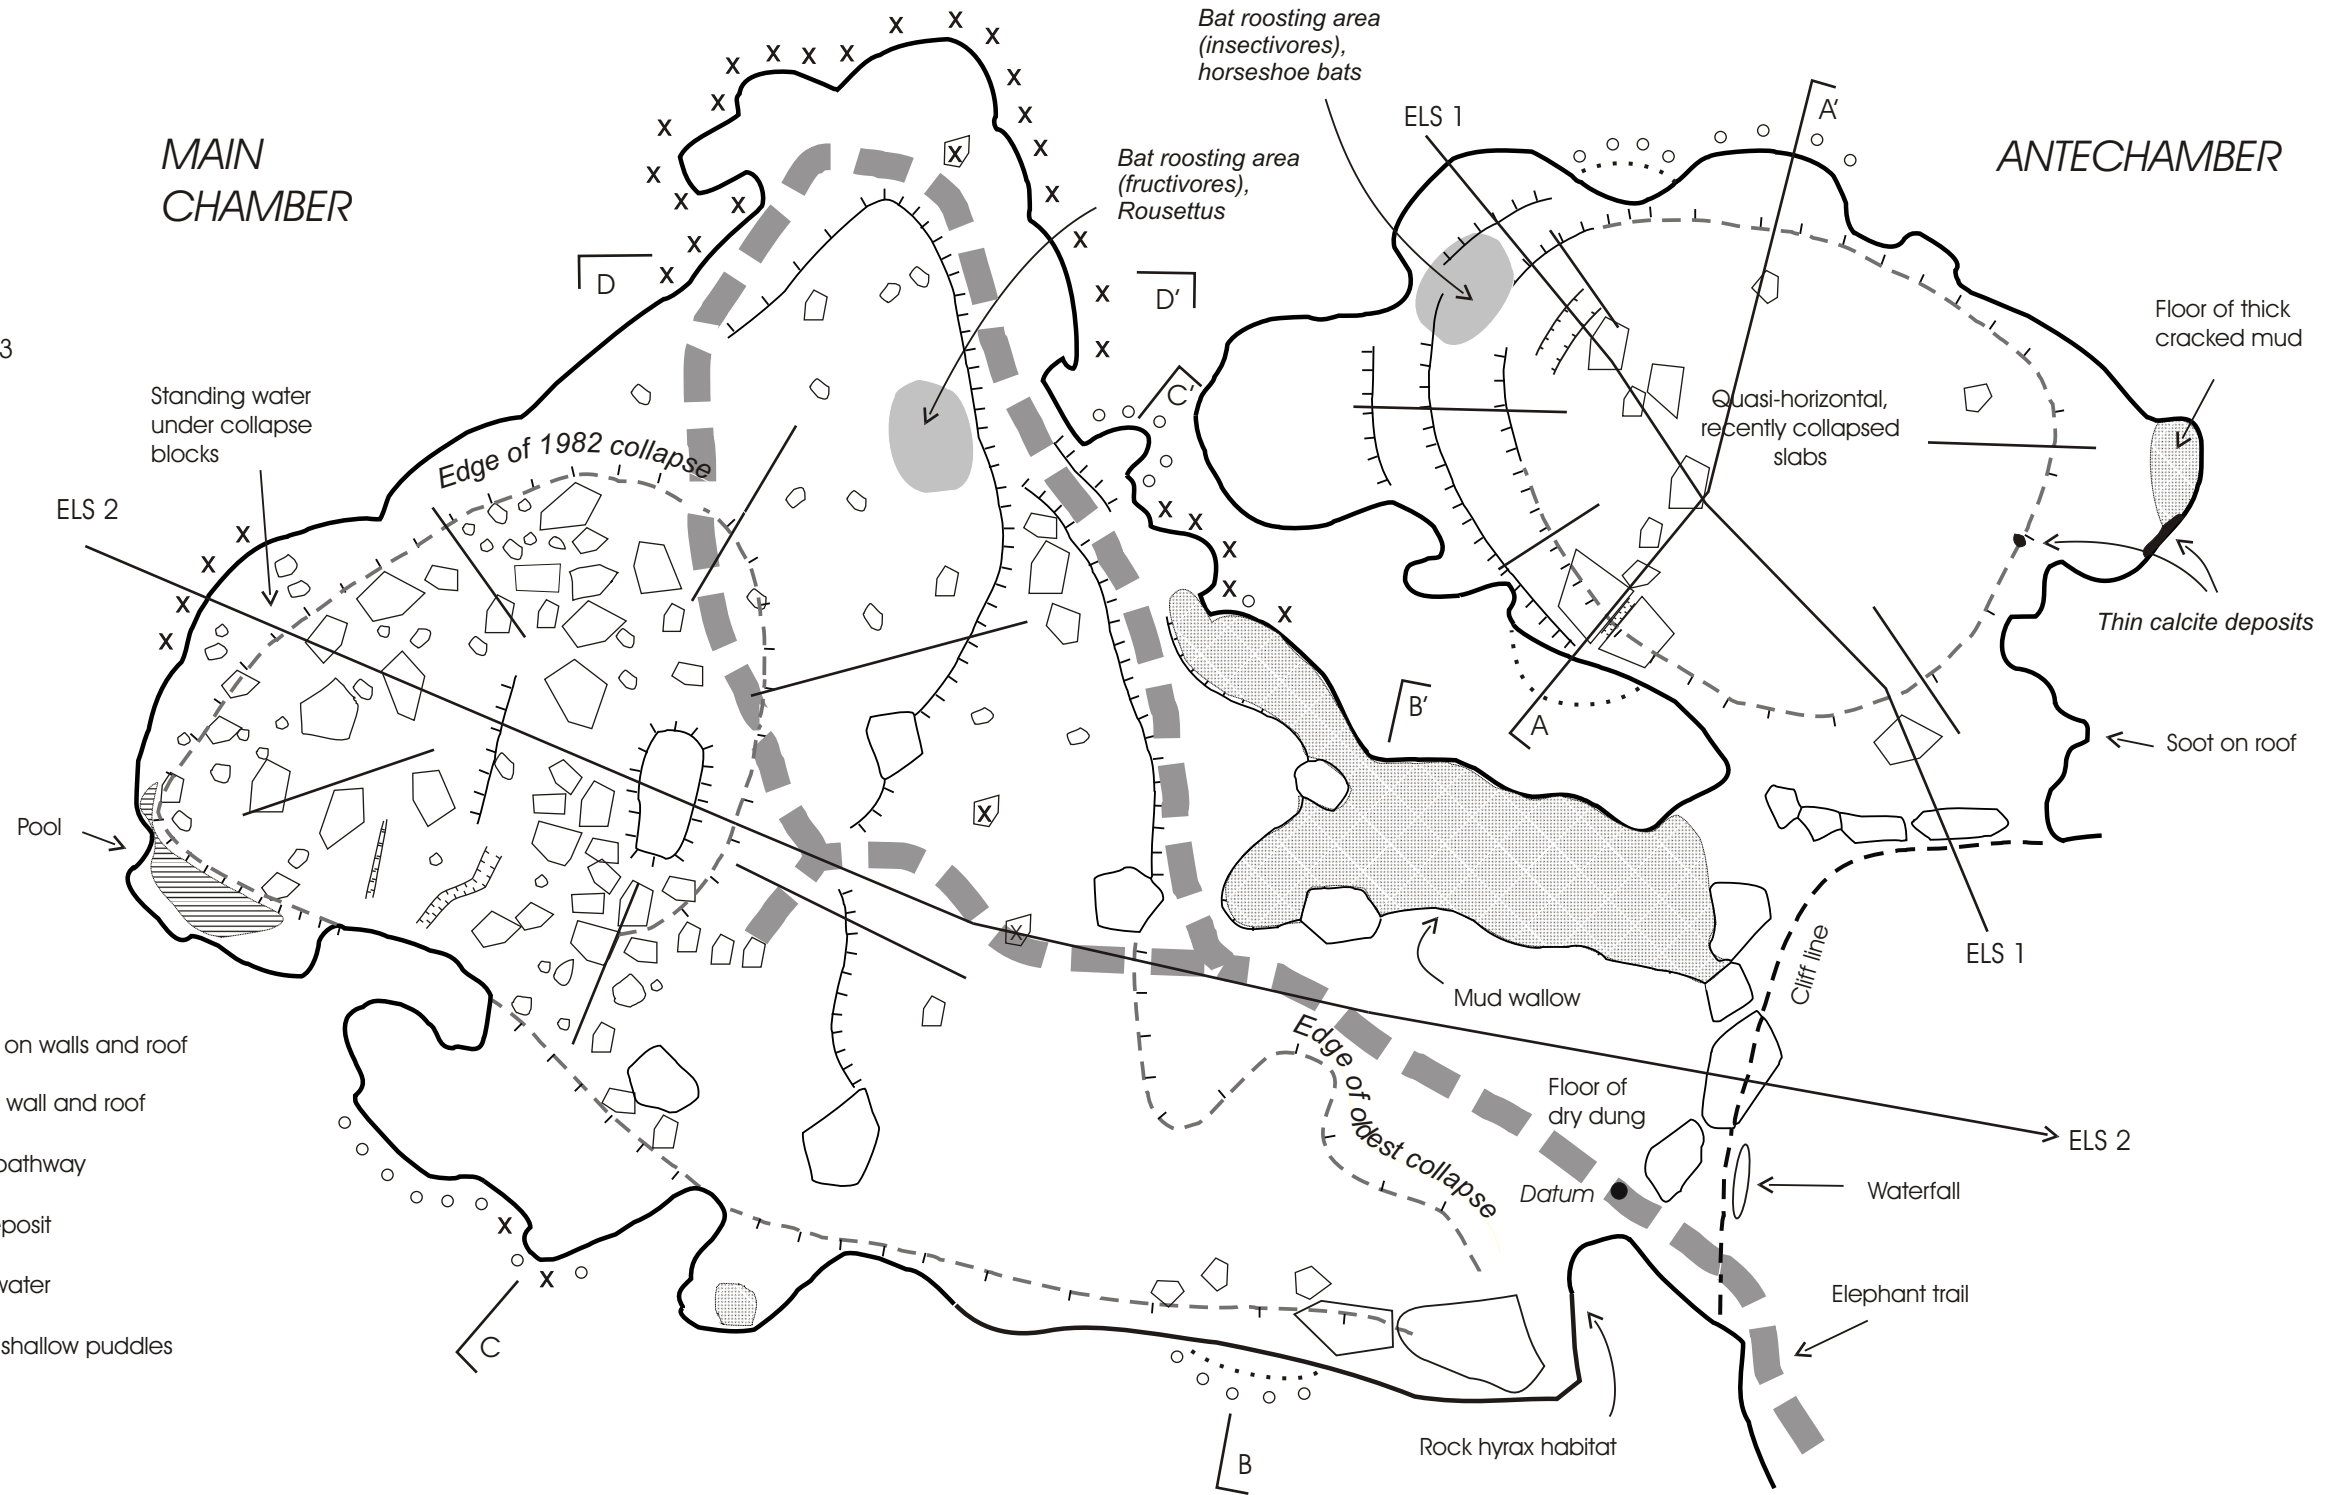 MAIN
CHAMBER
ANTECHAMBER
Bat roosting area
(insectivores),
horseshoe bats
Bat roosting area
(fructivores),
Rousettus
ELS 1
A'
D
D'
C'
3
Floor of thick
cracked mud
Standing water
under collapse
blocks
Edge of 1982 collapse
Quasi-horizontal,
recently collapsed
slabs
ELS 2
Thin calcite deposits
B'
A
Soot on roof
Pool
ELS 1
Cliff line
Mud wallow
Edge of oldest collapse
Floor of
dry dung
ELS 2
Datum
Waterfall
Elephant trail
on walls and roof
wall and roof
pathway
posit
water
shallow puddles
C
B
Rock hyrax habitat